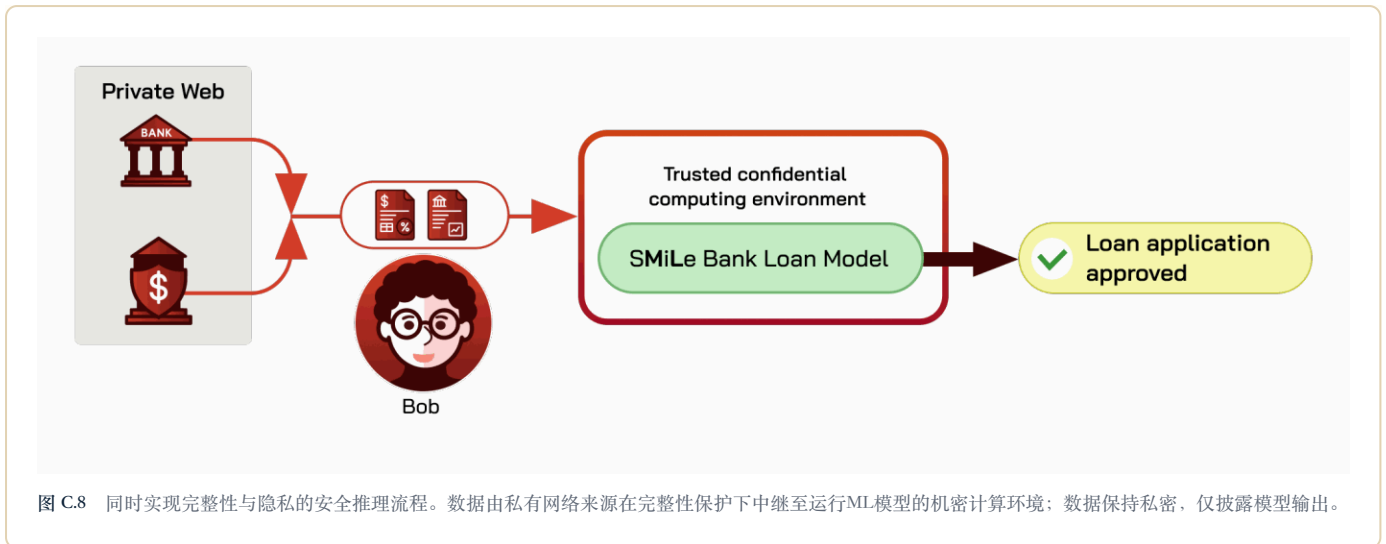 Private Web
BANK
$
$
%
Bob
Trusted confidential
computing environment
SMiLe Bank Loan Model
Loan application
approved
图 C.8 同时实现完整性与隐私的安全推理流程。数据由私有网络来源在完整性保护下中继至运行ML模型的机密计算环境；数据保持私密，仅披露模型输出。